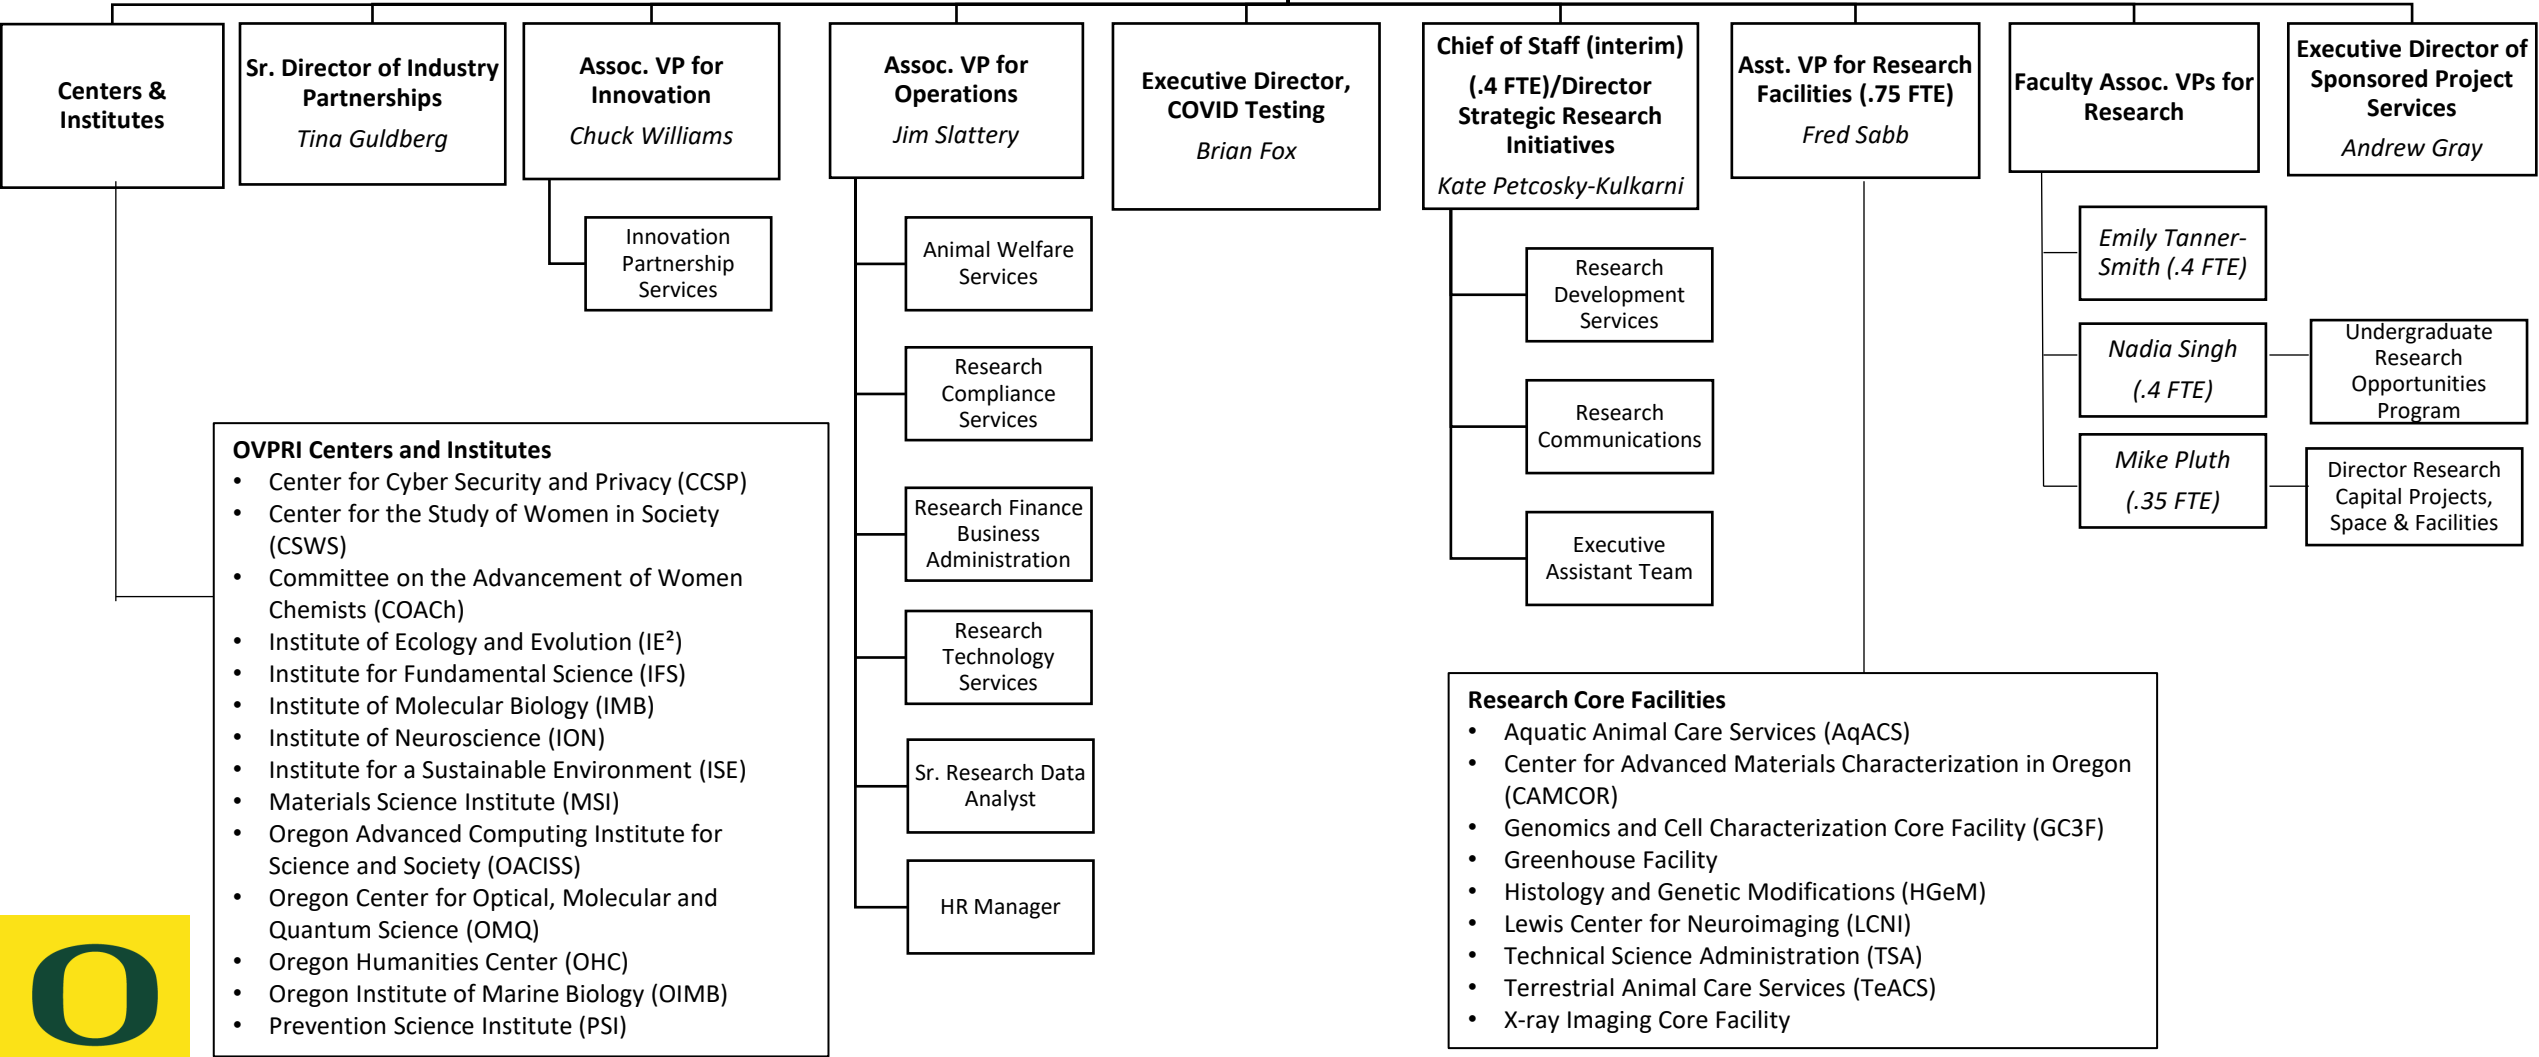 Centers &
Institutes
Sr. Director of Industry
Partnerships
Tina Guldberg
Assoc. VP for
Innovation
Chuck Williams
Innovation
Partnership
Services
Assoc. VP for
Operations
Jim Slattery
Animal Welfare
Services
Research
Compliance
Services
Research Finance
Business
Administration
Research
Technology
Services
Sr. Research Data
Analyst
HR Manager
Executive Director,
COVID Testing
Brian Fox
Chief of Staff (interim)
(.4 FTE)/Director
Strategic Research
Initiatives
Kate Petcosky-Kulkarni
Research
Development
Services
Research
Communications
Executive
Assistant Team
Asst. VP for Research
Facilities (.75 FTE)
Fred Sabb
Faculty Assoc. VPs for
Research
Emily Tanner-
Smith (.4 FTE)
Nadia Singh
(.4 FTE)
Undergraduate
Research
Opportunities
Program
Mike Pluth
(.35 FTE)
Director Research
Capital Projects,
Space & Facilities
Executive Director of
Sponsored Project
Services
Andrew Gray
OVPRI Centers and Institutes
• Center for Cyber Security and Privacy (CCSP)
• Center for the Study of Women in Society
(CSWS)
• Committee on the Advancement of Women
Chemists (COACh)
• Institute of Ecology and Evolution (IE²)
• Institute for Fundamental Science (IFS)
• Institute of Molecular Biology (IMB)
• Institute of Neuroscience (ION)
• Institute for a Sustainable Environment (ISE)
• Materials Science Institute (MSI)
• Oregon Advanced Computing Institute for
Science and Society (OACISS)
• Oregon Center for Optical, Molecular and
Quantum Science (OMQ)
• Oregon Humanities Center (OHC)
• Oregon Institute of Marine Biology (OIMB)
• Prevention Science Institute (PSI)
Research Core Facilities
• Aquatic Animal Care Services (AqACS)
• Center for Advanced Materials Characterization in Oregon
(CAMCOR)
• Genomics and Cell Characterization Core Facility (GC3F)
• Greenhouse Facility
• Histology and Genetic Modifications (HGeM)
• Lewis Center for Neuroimaging (LCNI)
• Technical Science Administration (TSA)
• Terrestrial Animal Care Services (TeACS)
• X-ray Imaging Core Facility
O